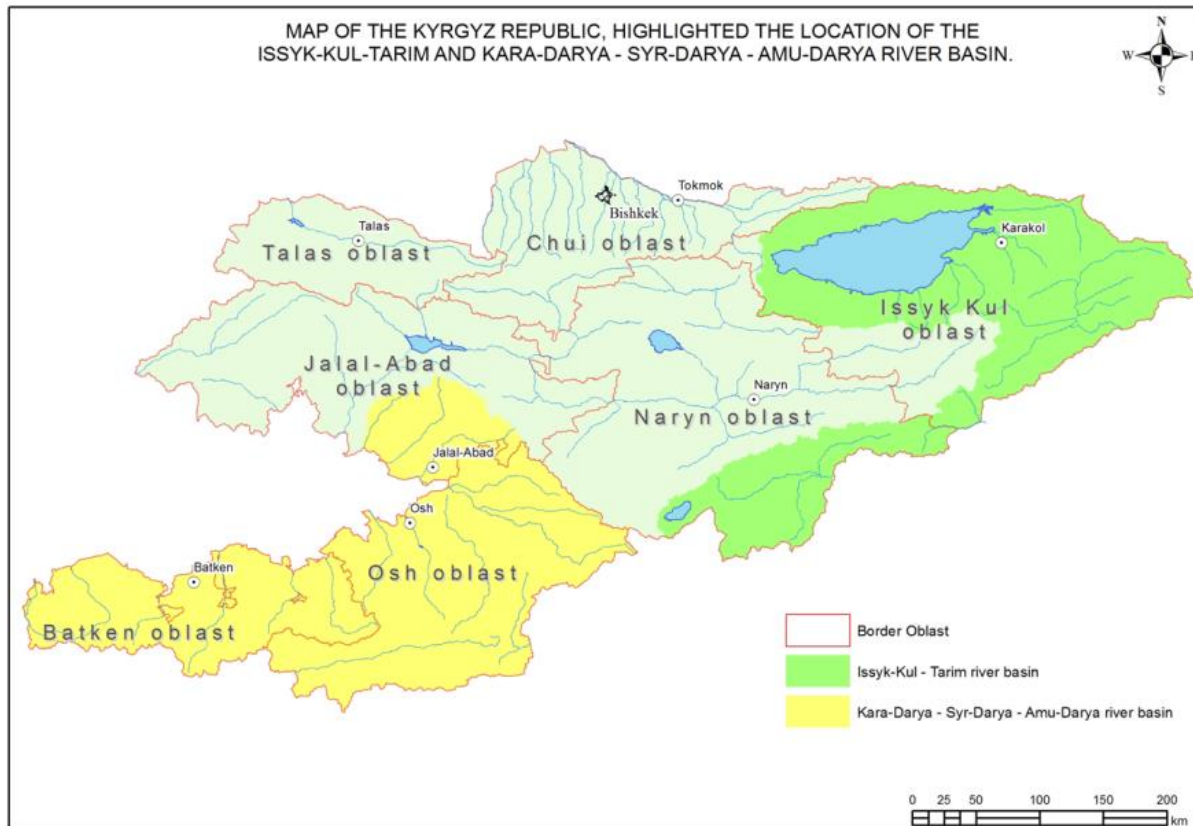 MAP OF THE KYRGYZ REPUBLIC, HIGHLIGHTED THE LOCATION OF THE
ISSYK-KUL-TARIM AND KARA-DARYA - SYR-DARYA - AMU-DARYA RIVER BASIN.
N
W
E
S
Tokmok
Bishkek
Talas
Karakol
Chui oblast
Talas oblast
Issyk Kul
oblast
Jalal-Abad
oblast
Naryn
Naryn oblast
Jalal-Abad
Osh
Osh oblast
Batken
Batken oblast
Border Oblast
Issyk-Kul - Tarim river basin
Kara-Darya - Syr-Darya - Amu-Darya river basin
0 25 50 100 150 200
km